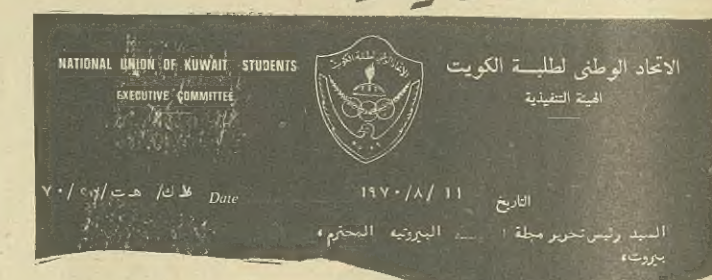 NATIONAL UNION OF KUWAIT STUDENTS
EXECUTIVE COMMITTEE
الاتحاد الوطنى لطلبة الكويت
الهيئة التنفيذية
التاريخ ١١ /٨/ ١٩٧٠
Date
السيد رئيس تحرير مجلة البيروتيه المحترم،
بيروت،